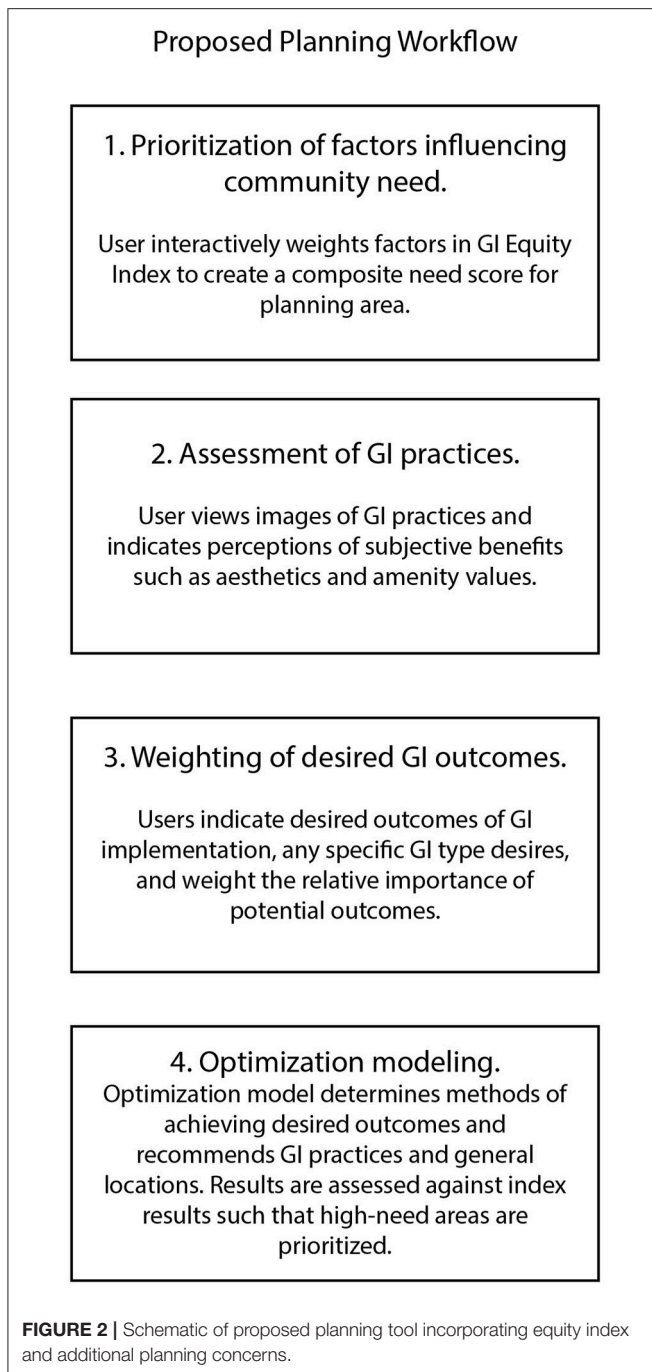 Proposed Planning Workflow
1. Prioritization of factors influencing
community need.
User interactively weights factors in GI Equity
Index to create a composite need score for
planning area.
2. Assessment of GI practices.
User views images of GI practices and
indicates perceptions of subjective benefits
such as aesthetics and amenity values.
3. Weighting of desired GI outcomes.
Users indicate desired outcomes of GI
implementation, any specific GI type desires,
and weight the relative importance of
potential outcomes.
4. Optimization modeling.
Optimization model determines methods of
achieving desired outcomes and
recommends GI practices and general
locations. Results are assessed against index
results such that high-need areas are
prioritized.
FIGURE 2 | Schematic of proposed planning tool incorporating equity index
and additional planning concerns.